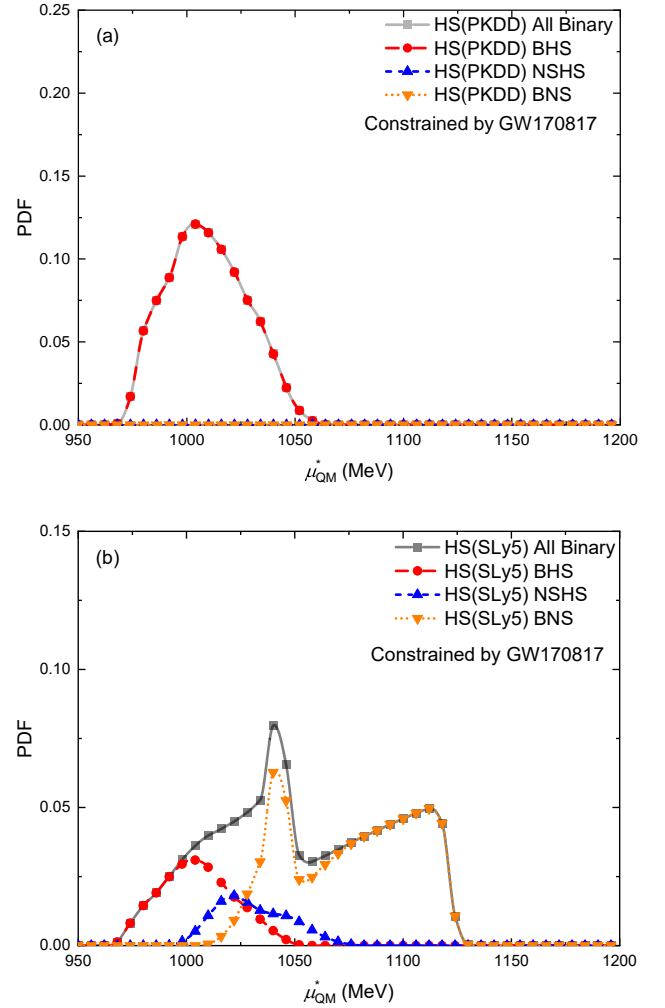 (a)
HS(PKDD) All Binary
HS(PKDD) BHS
HS(PKDD) NSHS
HS(PKDD) BNS
Constrained by GW170817
PDF
0.25
0.20
0.15
0.10
0.05
0.00
950 1000 1050 1100 1150 1200
μ*QM (MeV)
(b)
HS(SLy5) All Binary
HS(SLy5) BHS
HS(SLy5) NSHS
HS(SLy5) BNS
Constrained by GW170817
PDF
0.15
0.10
0.05
0.00
950 1000 1050 1100 1150 1200
μ*QM (MeV)